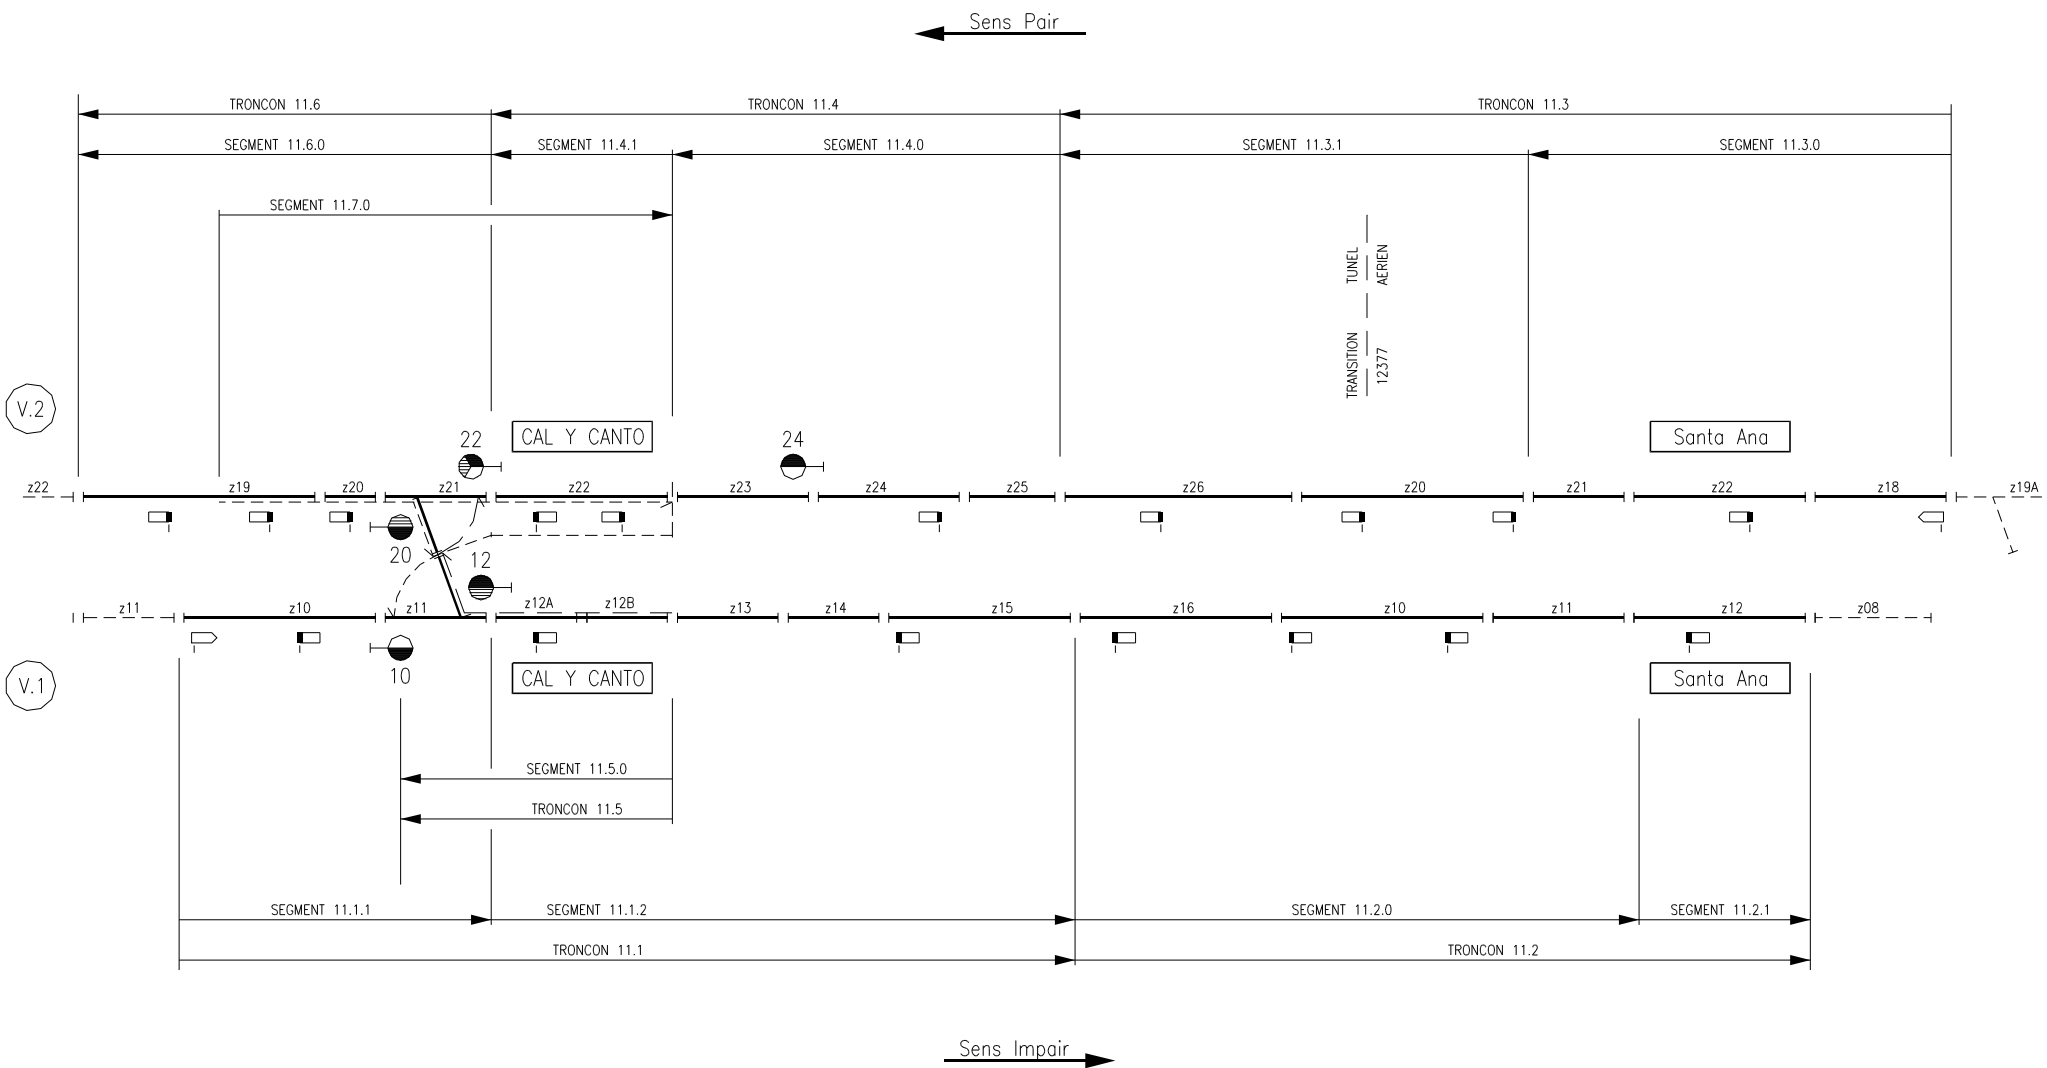 Sens Pair
TRONCON 11.6 TRONCON 11.4 TRONCON 11.3
SEGMENT 11.6.0 SEGMENT 11.4.1 SEGMENT 11.4.0 SEGMENT 11.3.1 SEGMENT 11.3.0
SEGMENT 11.7.0
TRANSITION TUNEL
12377 AERIEN
V.2
22 CAL Y CANTO 24 Santa Ana
z22 z19 z20 z21 z22 z23 z24 z25 z26 z20 z21 z22 z18 z19A
20 12
z11 z10 z11 z12A z12B z13 z14 z15 z16 z10 z11 z12 z08
V.1
10 CAL Y CANTO Santa Ana
SEGMENT 11.5.0
TRONCON 11.5
SEGMENT 11.1.1 SEGMENT 11.1.2 SEGMENT 11.2.0 SEGMENT 11.2.1
TRONCON 11.1 TRONCON 11.2
Sens Impair